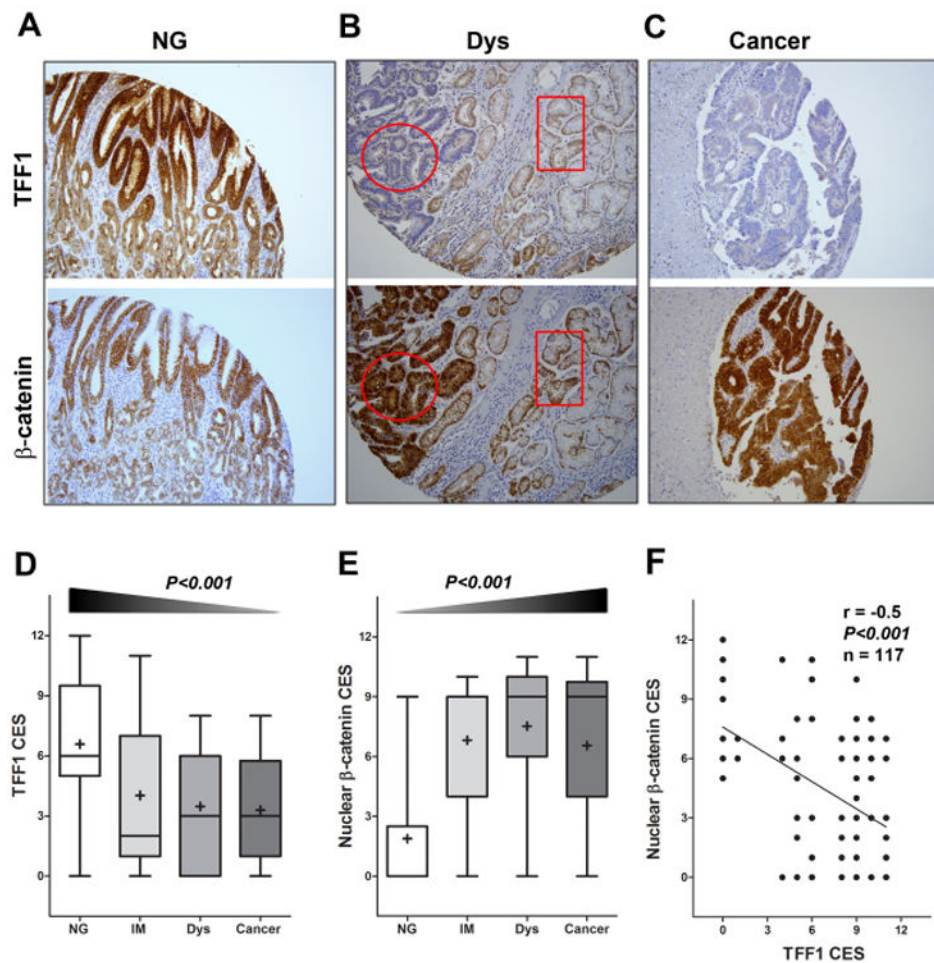 A
NG
B
Dys
C
Cancer
TFF1
β-catenin
D
P<0.001
TFF1 CES
12
9
6
3
0
NG
IM
Dys
Cancer
E
P<0.001
Nuclear β-catenin CES
12
9
6
3
0
NG
IM
Dys
Cancer
F
r = -0.5
P<0.001
n = 117
Nuclear β-catenin CES
12
9
6
3
0
0
3
6
9
12
TFF1 CES